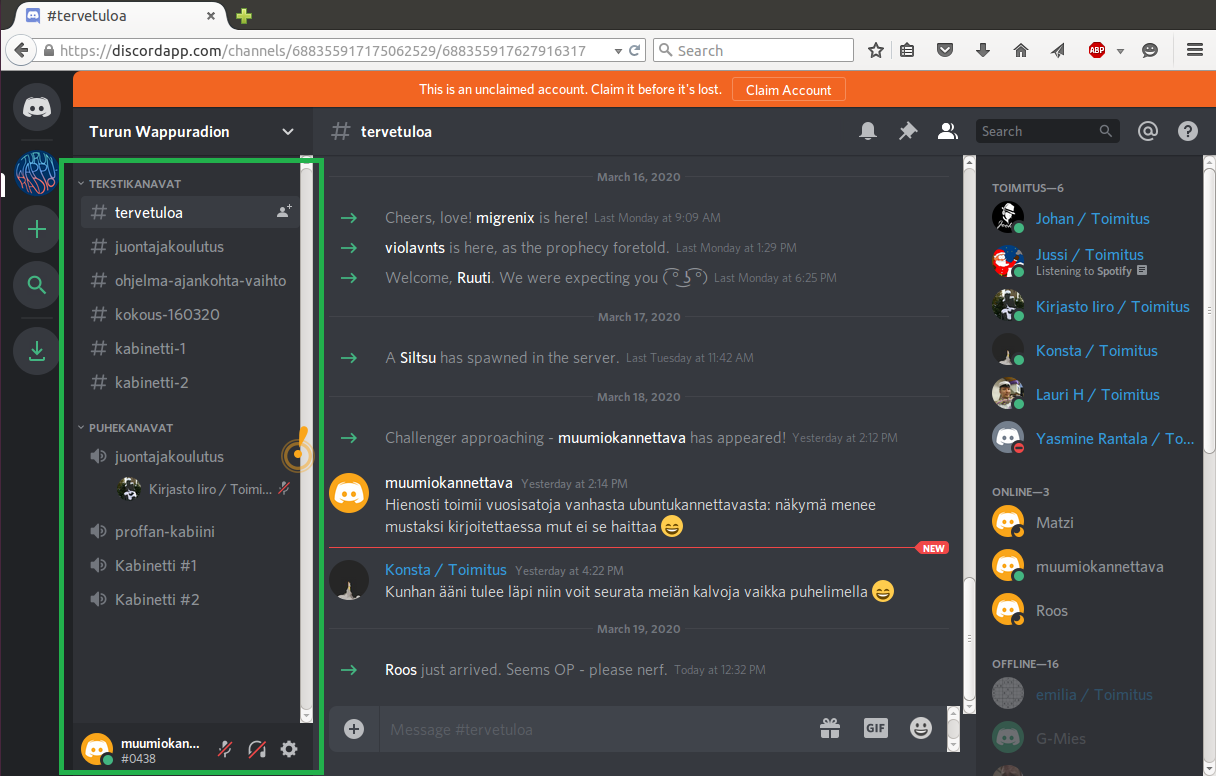 #tervetuloa
https://discordapp.com/channels/688355917175062529/688355917627916317
Search
ABP
This is an unclaimed account. Claim it before it's lost.
Claim Account
Turun Wappuradion
# tervetuloa
Search
TURUN WAPPU RADIO
TEKSTIKANAVAT
# tervetuloa
# juontajakoulutus
# ohjelma-ajankohta-vaihto
# kokous-160320
# kabinetti-1
# kabinetti-2
PUHEKANAVAT
juontajakoulutus
Kirjasto Iiro / Toimi...
proffan-kabiini
Kabinetti #1
Kabinetti #2
muumiokan...
#0438
March 16, 2020
Cheers, love! migrenix is here! Last Monday at 9:09 AM
violavnts is here, as the prophecy foretold. Last Monday at 1:29 PM
Welcome, Ruuti. We were expecting you ( ͡° ͜ʖ ͡°) Last Monday at 6:25 PM
March 17, 2020
A Siltsu has spawned in the server. Last Tuesday at 11:42 AM
March 18, 2020
Challenger approaching - muumiokannettava has appeared! Yesterday at 2:12 PM
muumiokannettava Yesterday at 2:14 PM
Hienosti toimii vuosisatoja vanhasta ubuntukannettavasta: näkymä menee
mustaksi kirjoitettaessa mut ei se haittaa 😄
NEW
Konsta / Toimitus Yesterday at 4:22 PM
Kunhan ääni tulee läpi niin voit seurata meiän kalvoja vaikka puhelimella 😄
March 19, 2020
Roos just arrived. Seems OP - please nerf. Today at 12:32 PM
Message #tervetuloa
GIF
TOIMITUS—6
Johan / Toimitus
Jussi / Toimitus
Listening to Spotify
Kirjasto Iiro / Toimitus
Konsta / Toimitus
Lauri H / Toimitus
Yasmine Rantala / To...
ONLINE—3
Matzi
muumiokannettava
Roos
OFFLINE—16
emilia / Toimitus
G-Mies